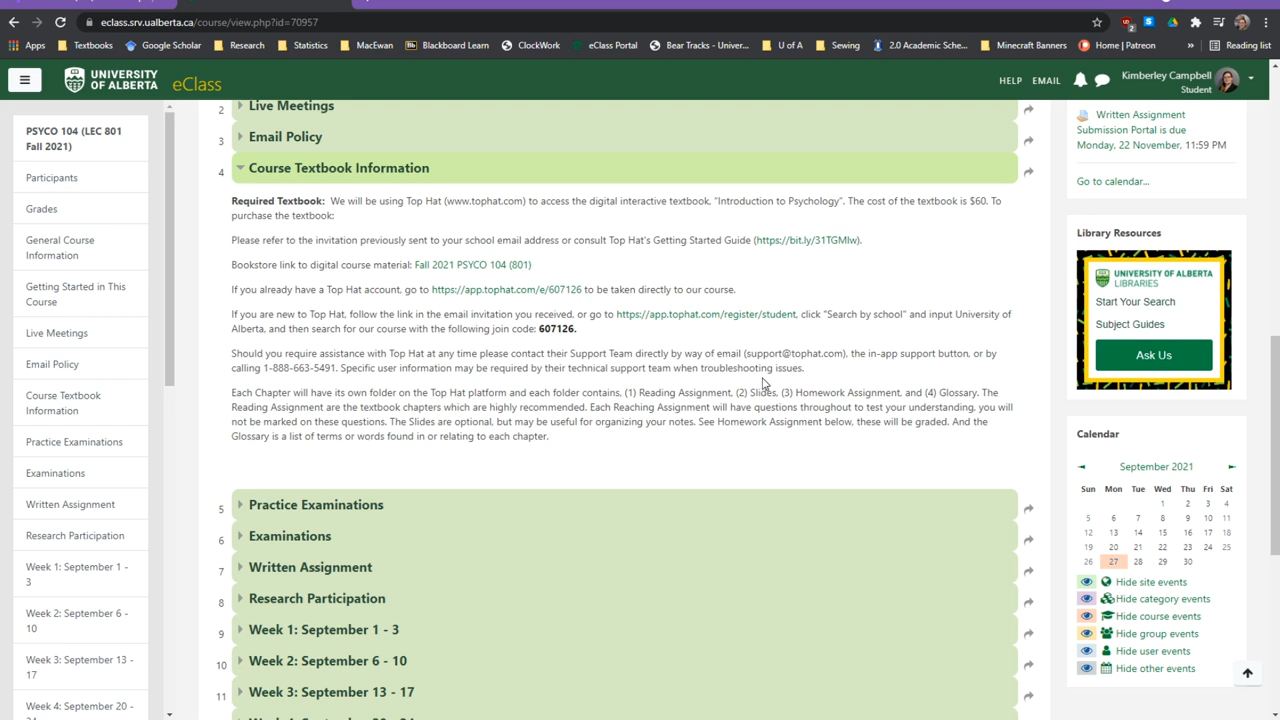 eclass.srv.ualberta.ca/course/view.php?id=70957
Apps Textbooks Google Scholar Research Statistics MacEwan Blackboard Learn ClockWork eClass Portal Bear Tracks - Univer... U of A Sewing 2.0 Academic Sche... Minecraft Banners Home | Patreon » Reading list
UNIVERSITY OF ALBERTA eClass HELP EMAIL Kimberley Campbell
Student
PSYCO 104 (LEC 801
Fall 2021)
Participants
Grades
General Course
Information
Getting Started in This
Course
Live Meetings
Email Policy
Course Textbook
Information
Practice Examinations
Examinations
Written Assignment
Research Participation
Week 1: September 1 -
3
Week 2: September 6 -
10
Week 3: September 13 -
17
Week 4: September 20 -
2 Live Meetings
3 Email Policy
4 Course Textbook Information
Required Textbook: We will be using Top Hat (www.tophat.com) to access the digital interactive textbook, "Introduction to Psychology". The cost of the textbook is $60. To
purchase the textbook:
Please refer to the invitation previously sent to your school email address or consult Top Hat's Getting Started Guide (https://bit.ly/31TGMlw).
Bookstore link to digital course material: Fall 2021 PSYCO 104 (801)
If you already have a Top Hat account, go to https://app.tophat.com/e/607126 to be taken directly to our course.
If you are new to Top Hat, follow the link in the email invitation you received, or go to https://app.tophat.com/register/student, click "Search by school" and input University of
Alberta, and then search for our course with the following join code: 607126.
Should you require assistance with Top Hat at any time please contact their Support Team directly by way of email (support@tophat.com), the in-app support button, or by
calling 1-888-663-5491. Specific user information may be required by their technical support team when troubleshooting issues.
Each Chapter will have its own folder on the Top Hat platform and each folder contains, (1) Reading Assignment, (2) Slides, (3) Homework Assignment, and (4) Glossary. The
Reading Assignment are the textbook chapters which are highly recommended. Each Reaching Assignment will have questions throughout to test your understanding, you will
not be marked on these questions. The Slides are optional, but may be useful for organizing your notes. See Homework Assignment below, these will be graded. And the
Glossary is a list of terms or words found in or relating to each chapter.
5 Practice Examinations
6 Examinations
7 Written Assignment
8 Research Participation
9 Week 1: September 1 - 3
10 Week 2: September 6 - 10
11 Week 3: September 13 - 17
Written Assignment
Submission Portal is due
Monday, 22 November, 11:59 PM
Go to calendar...
Library Resources
UNIVERSITY OF ALBERTA
LIBRARIES
Start Your Search
Subject Guides
Ask Us
Calendar
◄ September 2021 ►
Sun Mon Tue Wed Thu Fri Sat
1 2 3 4
5 6 7 8 9 10 11
12 13 14 15 16 17 18
19 20 21 22 23 24 25
26 27 28 29 30
Hide site events
Hide category events
Hide course events
Hide group events
Hide user events
Hide other events